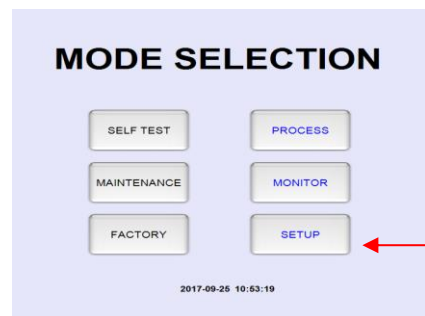 MODE SELECTION
SELF TEST PROCESS
MAINTENANCE MONITOR
FACTORY SETUP
2017-09-25 10:53:19